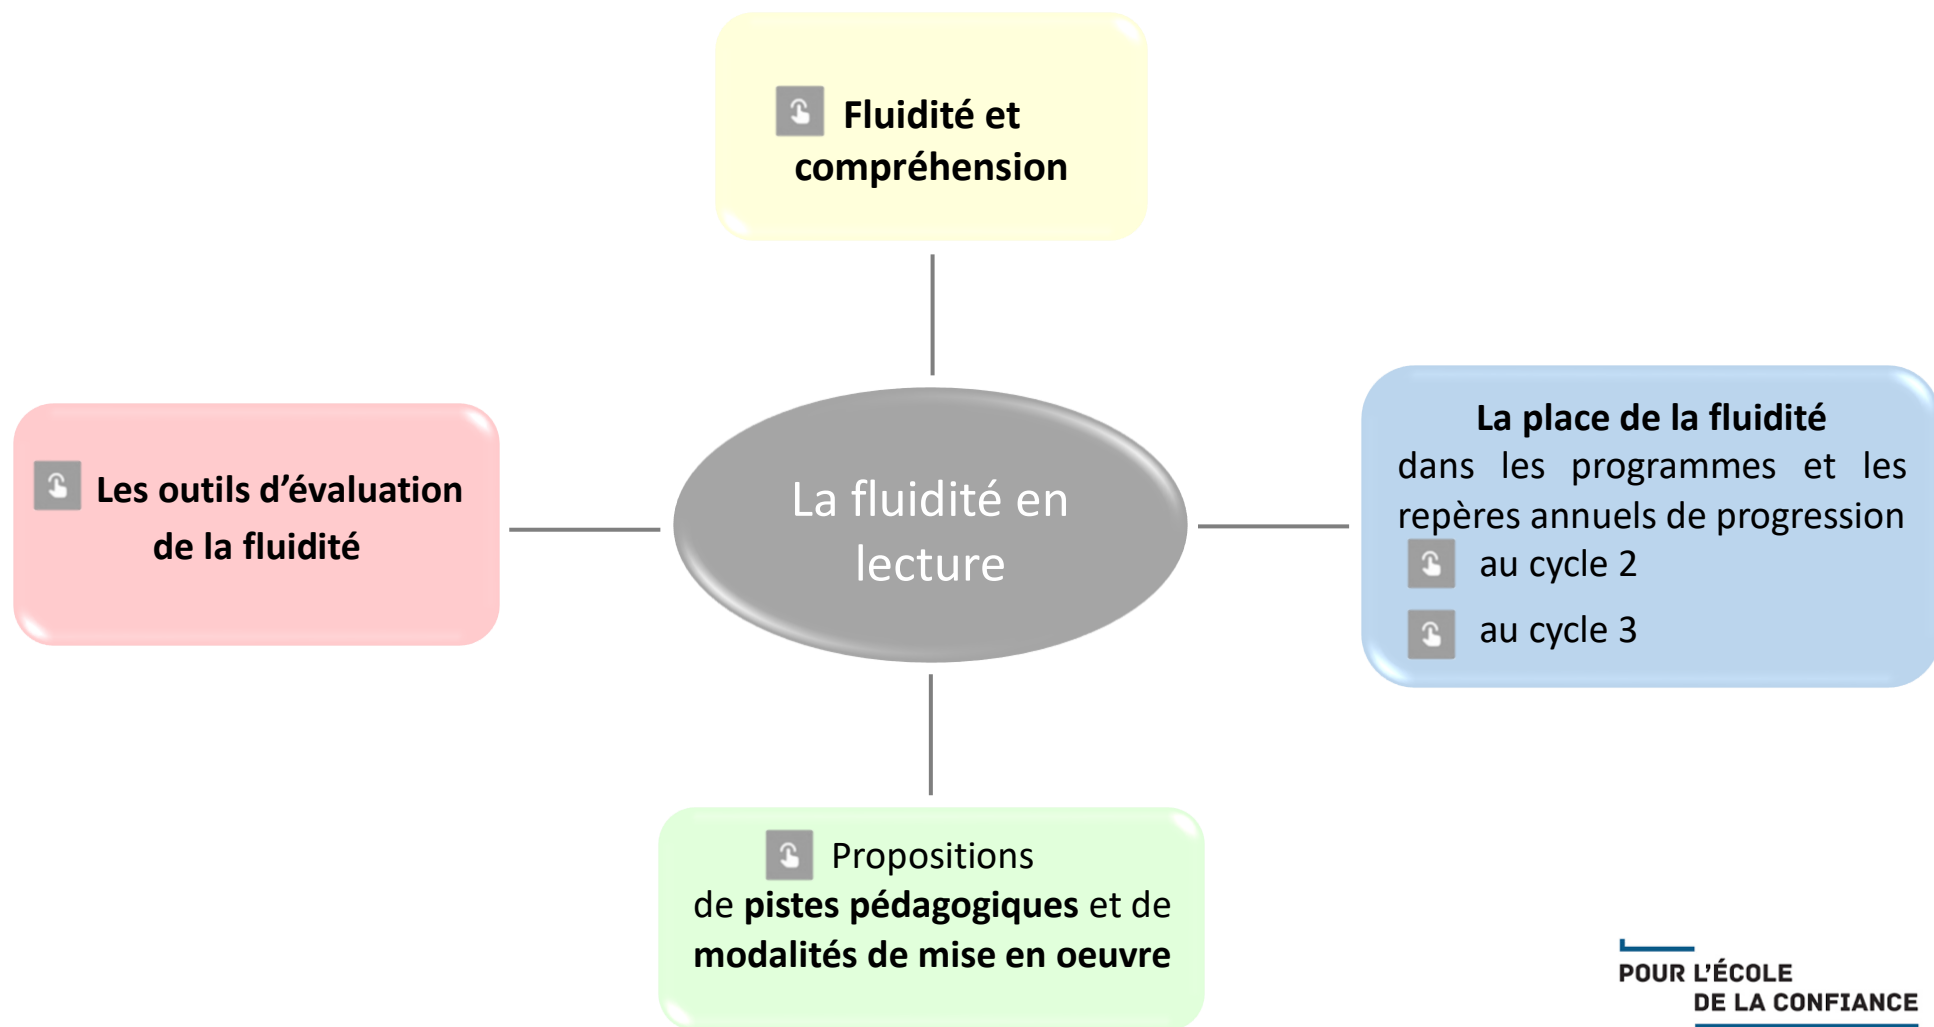 Fluidité et
compréhension
Les outils d’évaluation
de la fluidité
La fluidité en
lecture
La place de la fluidité
dans les programmes et les
repères annuels de progression
au cycle 2
au cycle 3
Propositions
de pistes pédagogiques et de
modalités de mise en oeuvre
POUR L’ÉCOLE
DE LA CONFIANCE